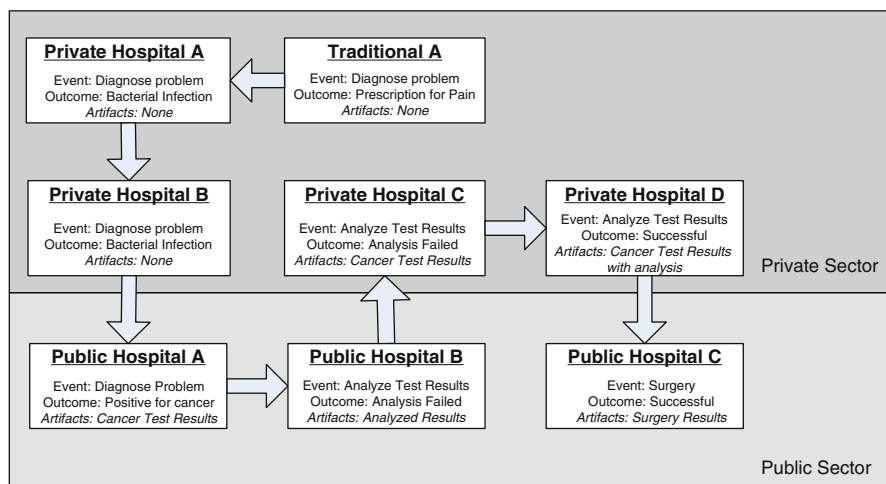 Private Hospital A
Event: Diagnose problem
Outcome: Bacterial Infection
Artifacts: None
Traditional A
Event: Diagnose problem
Outcome: Prescription for Pain
Artifacts: None
Private Hospital B
Event: Diagnose problem
Outcome: Bacterial Infection
Artifacts: None
Private Hospital C
Event: Analyze Test Results
Outcome: Analysis Failed
Artifacts: Cancer Test Results
Private Hospital D
Event: Analyze Test Results
Outcome: Successful
Artifacts: Cancer Test Results
with analysis
Private Sector
Public Hospital A
Event: Diagnose Problem
Outcome: Positive for cancer
Artifacts: Cancer Test Results
Public Hospital B
Event: Analyze Test Results
Outcome: Analysis Failed
Artifacts: Analyzed Results
Public Hospital C
Event: Surgery
Outcome: Successful
Artifacts: Surgery Results
Public Sector